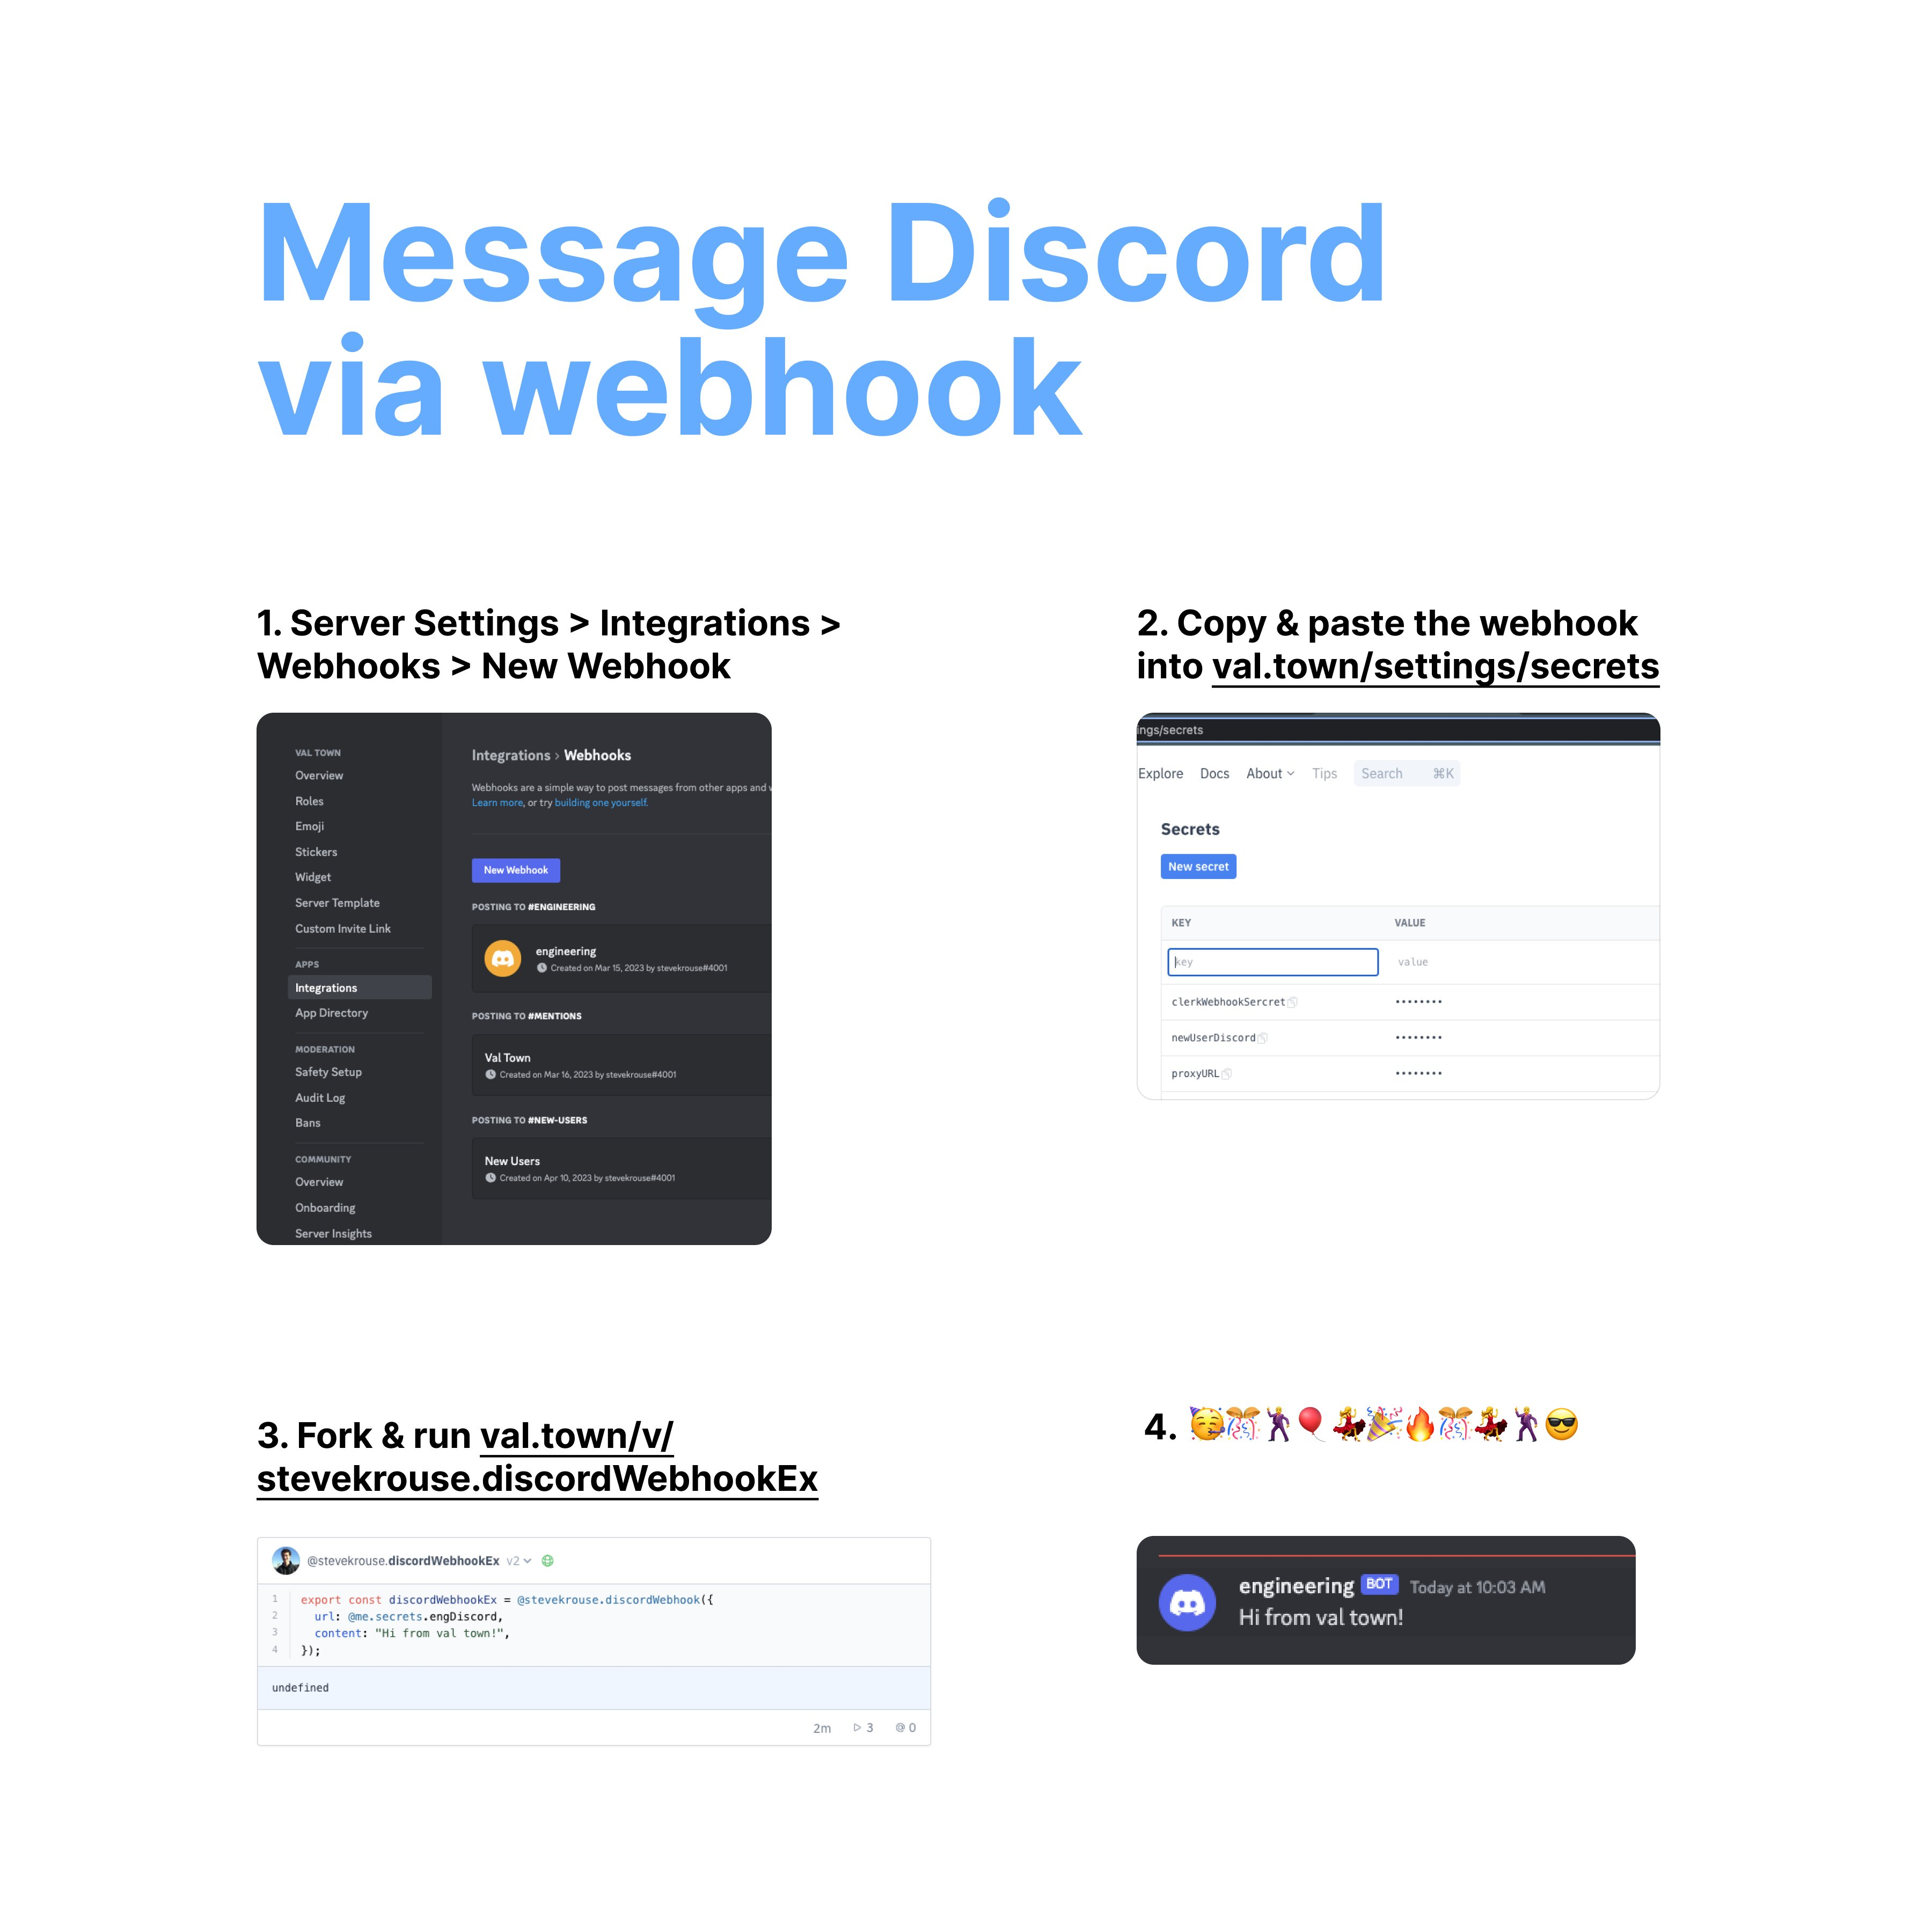 Message Discord
via webhook
1. Server Settings > Integrations >
Webhooks > New Webhook
VAL TOWN
Overview
Roles
Emoji
Stickers
Widget
Server Template
Custom Invite Link
APPS
Integrations
App Directory
MODERATION
Safety Setup
Audit Log
Bans
COMMUNITY
Overview
Onboarding
Server Insights
Integrations › Webhooks
Webhooks are a simple way to post messages from other apps and
Learn more, or try building one yourself.
New Webhook
POSTING TO #ENGINEERING
engineering
Created on Mar 15, 2023 by stevekrouse#4001
POSTING TO #MENTIONS
Val Town
Created on Mar 16, 2023 by stevekrouse#4001
POSTING TO #NEW-USERS
New Users
Created on Apr 10, 2023 by stevekrouse#4001
2. Copy & paste the webhook
into val.town/settings/secrets
ngs/secrets
Explore Docs About Tips Search ⌘K
Secrets
New secret
KEY VALUE
key value
clerkWebhookSercret ••••••••
newUserDiscord ••••••••
proxyURL ••••••••
3. Fork & run val.town/v/
stevekrouse.discordWebhookEx
@stevekrouse.discordWebhookEx v2
1 export const discordWebhookEx = @stevekrouse.discordWebhook({
2 url: @me.secrets.engDiscord,
3 content: "Hi from val town!",
4 });
undefined
2m 3 0
4. 🥳🎊🕺🎈💃🎉🔥🎊💃🕺😎
engineering BOT Today at 10:03 AM
Hi from val town!